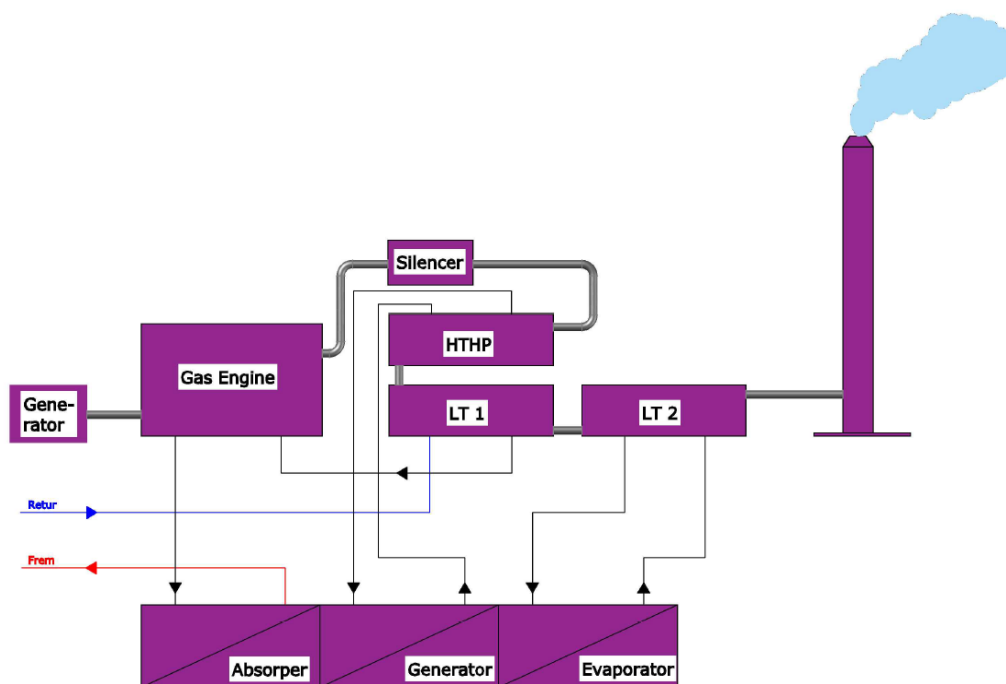 Silencer
HTHP
Gas Engine
Gene-
rator
LT 1
LT 2
Retur
Frem
Absorper
Generator
Evaporator